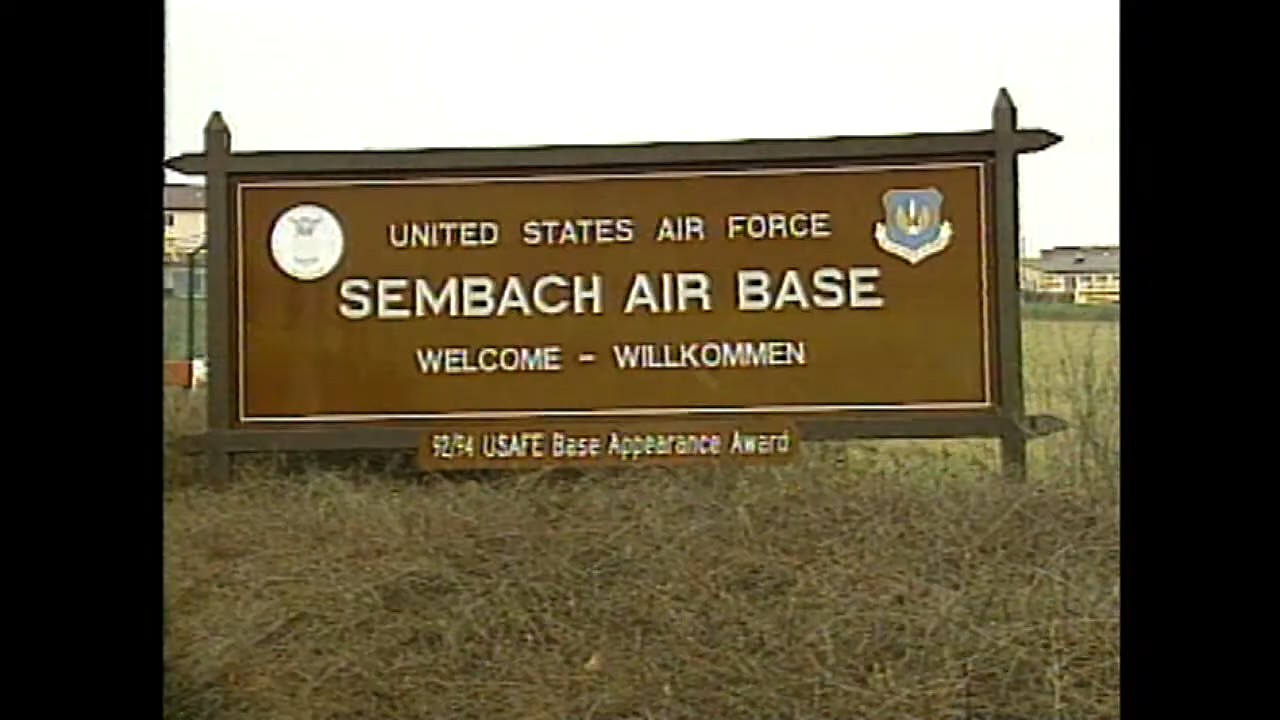 UNITED STATES AIR FORCE
SEMBACH AIR BASE
WELCOME - WILLKOMMEN
92/94 USAFE Base Appearance Award